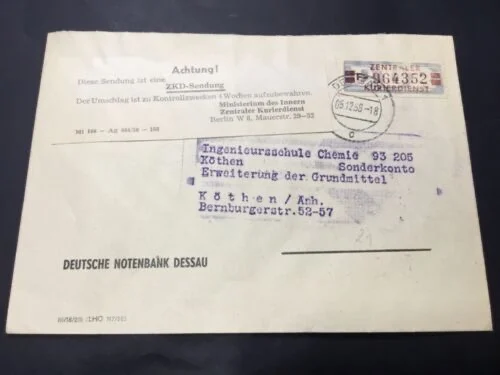 Achtung!
Diese Sendung ist eine
ZKD-Sendung
Der Umschlag ist zu Kontrollzwecken 4 Wochen aufzubewahren.
Ministerium des Innern
Zentraler Kurierdienst
Berlin W 8, Mauerstr. 29–32
ZENTRALER
964352
KURIERDIENST
Ingenieursschule Chemie 93 205
Köthen Sonderkonto
Erweiterung der Grundmittel
Köthen/Anh.
Bernburgerstr.52-57
DEUTSCHE NOTENBANK DESSAU